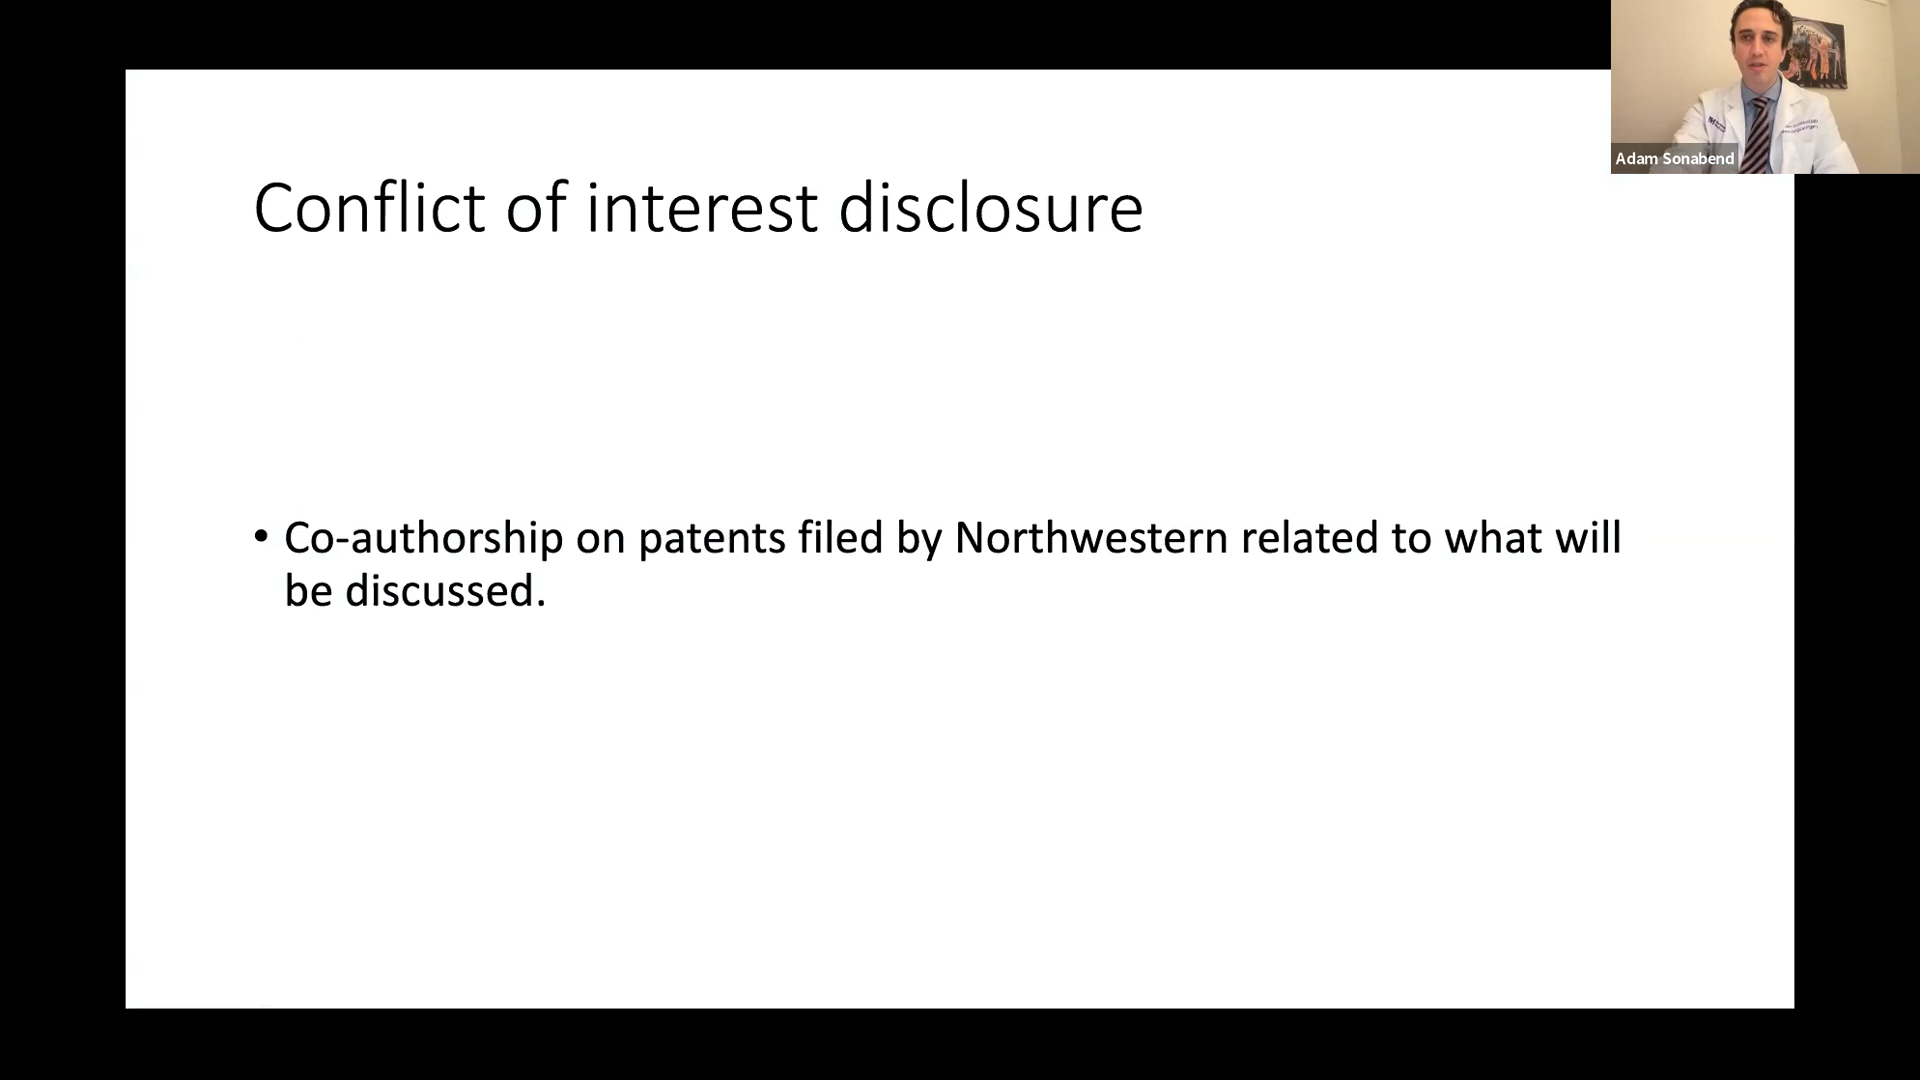 Conflict of interest disclosure
• Co-authorship on patents filed by Northwestern related to what will
be discussed.
Adam Sonabend